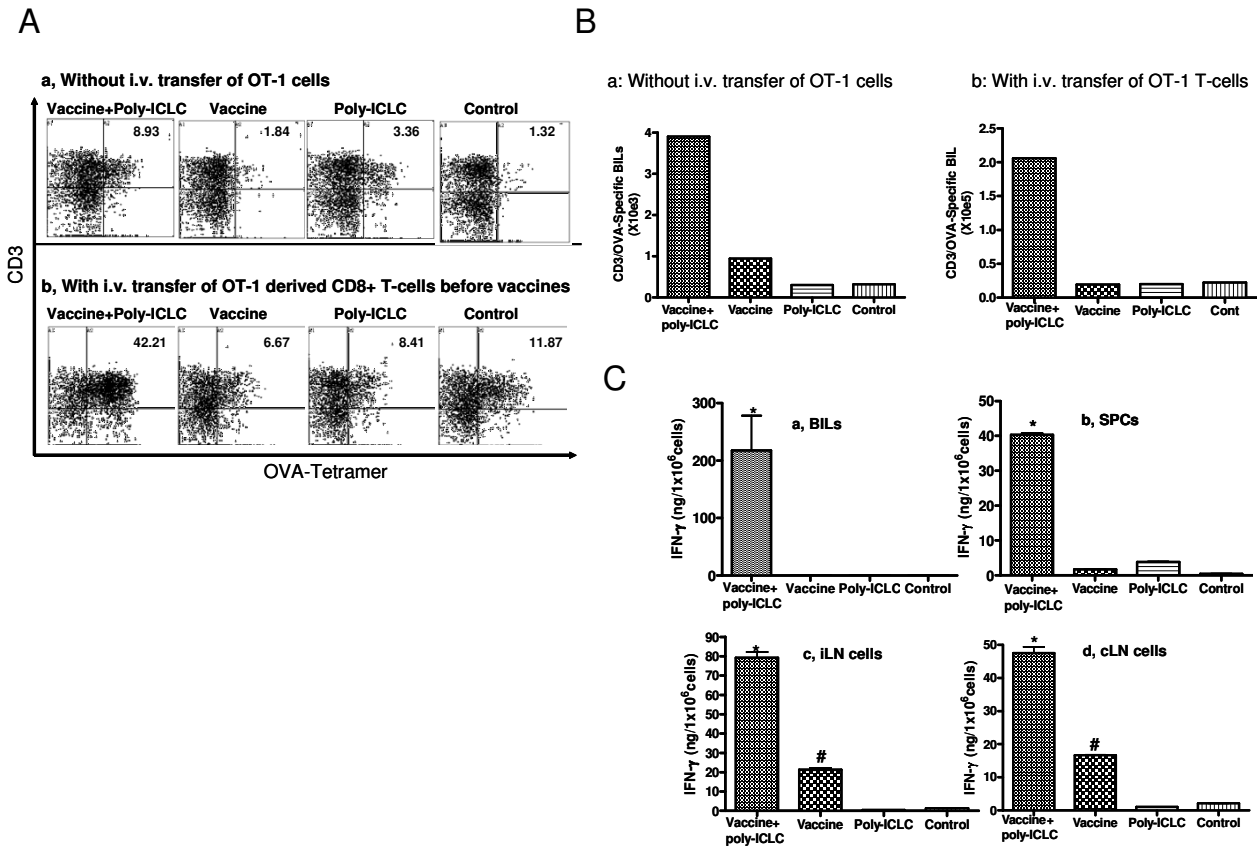 A
a, Without i.v. transfer of OT-1 cells
Vaccine+Poly-ICLC Vaccine Poly-ICLC Control
8.93 1.84 3.36 1.32
CD3
b, With i.v. transfer of OT-1 derived CD8+ T-cells before vaccines
Vaccine+Poly-ICLC Vaccine Poly-ICLC Control
42.21 6.67 8.41 11.87
OVA-Tetramer
B
a: Without i.v. transfer of OT-1 cells
CD3/OVA-Specific BILs
(X10e3)
4
3
2
1
0
Vaccine+
poly-ICLC
Vaccine Poly-ICLC Control
b: With i.v. transfer of OT-1 T-cells
CD3/OVA-Specific BIL
(X10e5)
2.5
2.0
1.5
1.0
0.5
0.0
Vaccine+
poly-ICLC
Vaccine Poly-ICLC Cont
C
a, BILs
IFN-γ (ng/1x10⁶cells)
300
200
100
0
*
Vaccine+
poly-ICLC
Vaccine Poly-ICLC Control
b, SPCs
IFN-γ (ng/1x10⁶cells)
50
40
30
20
10
0
*
Vaccine+
poly-ICLC
Vaccine Poly-ICLC Control
c, iLN cells
IFN-γ (ng/1x10⁶cells)
90
80
70
60
50
40
30
20
10
0
*
#
Vaccine+
poly-ICLC
Vaccine Poly-ICLC Control
d, cLN cells
IFN-γ (ng/1x10⁶cells)
50
40
30
20
10
0
*
#
Vaccine+
poly-ICLC
Vaccine Poly-ICLC Control